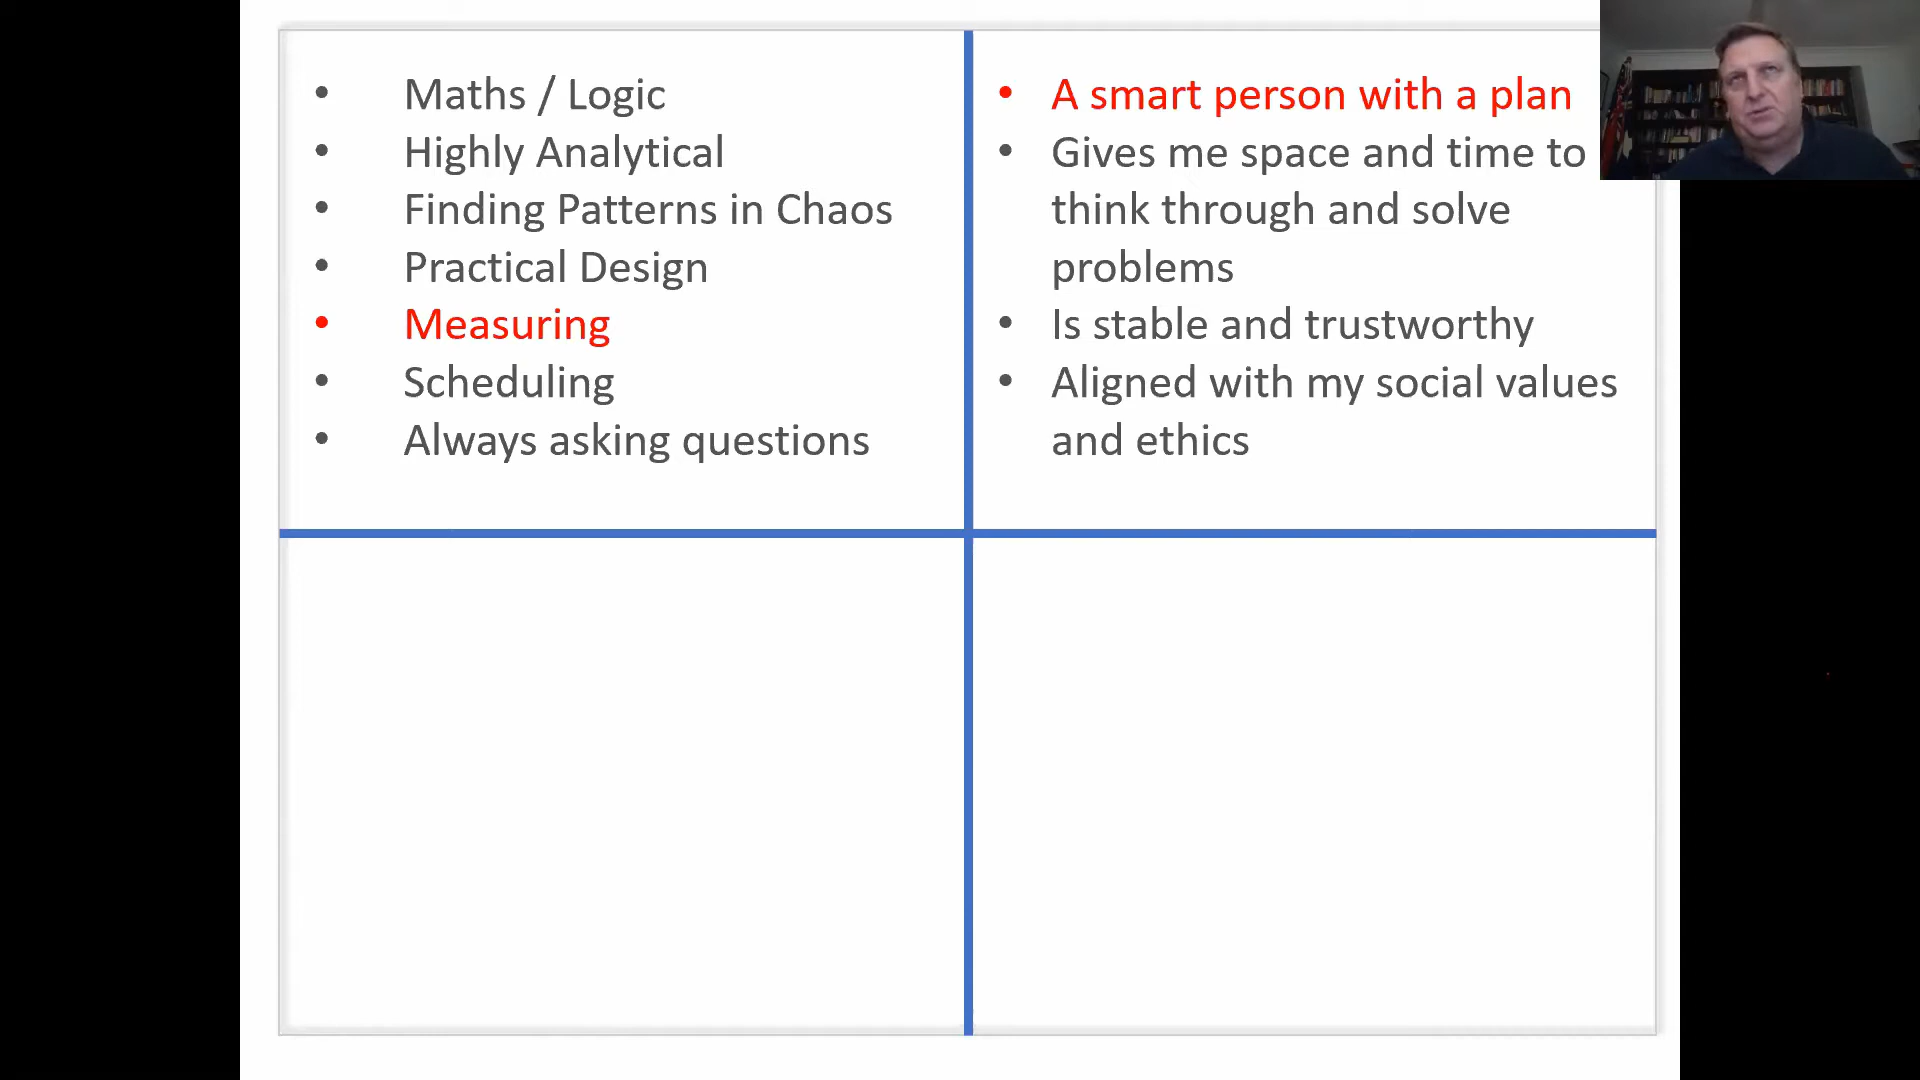 • Maths / Logic
• Highly Analytical
• Finding Patterns in Chaos
• Practical Design
• Measuring
• Scheduling
• Always asking questions
• A smart person with a plan
• Gives me space and time to
think through and solve
problems
• Is stable and trustworthy
• Aligned with my social values
and ethics